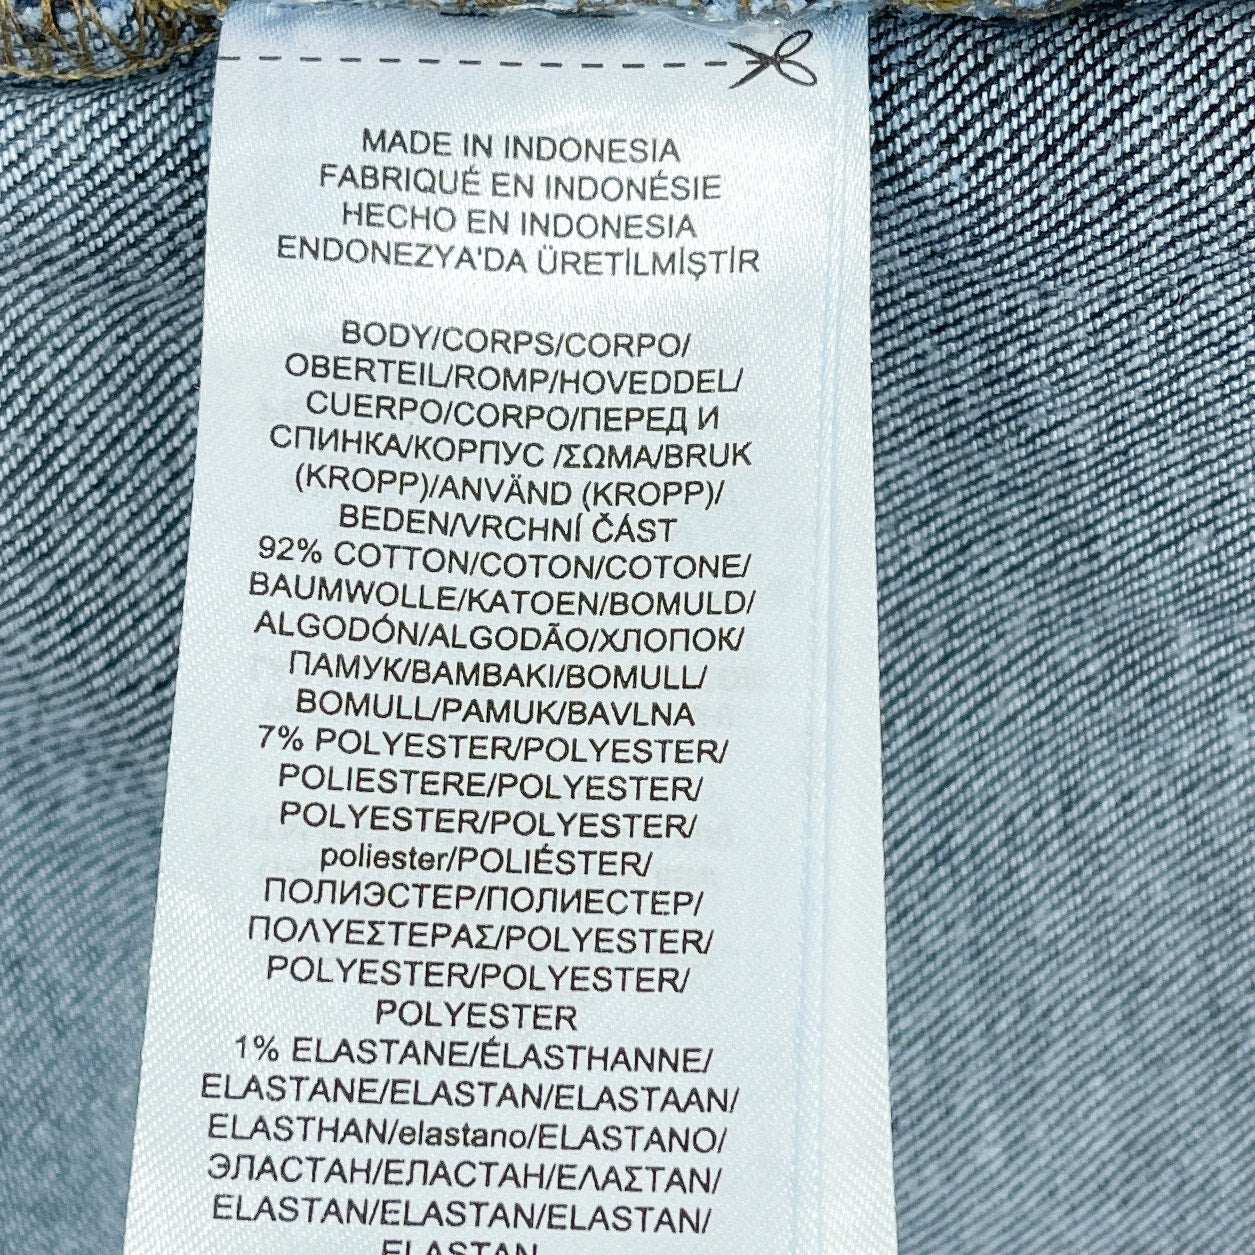 MADE IN INDONESIA
FABRIQUÉ EN INDONÉSIE
HECHO EN INDONESIA
ENDONEZYA'DA ÜRETİLMİŞTİR
BODY/CORPS/CORPO/
OBERTEIL/ROMP/HOVEDDEL/
CUERPO/CORPO/ПЕРЕД И
СПИНКА/КОРПУС /ΣΩΜΑ/BRUK
(KROPP)/ANVÄND (KROPP)/
BEDEN/VRCHNÍ ČÁST
92% COTTON/COTON/COTONE/
BAUMWOLLE/KATOEN/BOMULD/
ALGODÓN/ALGODÃO/ХЛОПОК/
ПАМУК/BAMBAKI/BOMULL/
BOMULL/PAMUK/BAVLNA
7% POLYESTER/POLYESTER/
POLIESTERE/POLYESTER/
POLYESTER/POLYESTER/
poliester/POLIÉSTER/
ПОЛИЭСТЕР/ПОЛИЕСТЕР/
ΠΟΛΥΕΣΤΕΡΑΣ/POLYESTER/
POLYESTER/POLYESTER/
POLYESTER
1% ELASTANE/ÉLASTHANNE/
ELASTANE/ELASTAN/ELASTAAN/
ELASTHAN/elastano/ELASTANO/
ЭЛАСТАН/ЕЛАСТАН/ΕΛΑΣΤΑΝ/
ELASTAN/ELASTAN/ELASTAN/
ELASTAN